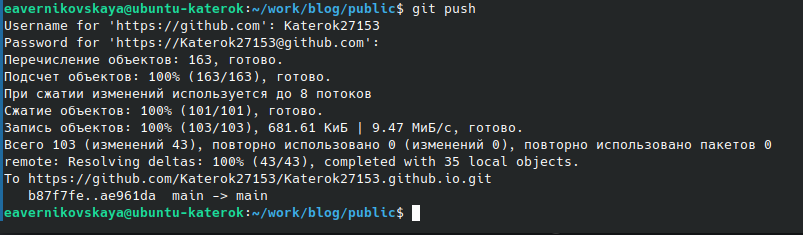 eavernikovskaya@ubuntu-katerok:~/work/blog/public$ git push
Username for 'https://github.com': Katerok27153
Password for 'https://Katerok27153@github.com':
Перечисление объектов: 163, готово.
Подсчет объектов: 100% (163/163), готово.
При сжатии изменений используется до 8 потоков
Сжатие объектов: 100% (101/101), готово.
Запись объектов: 100% (103/103), 681.61 КиБ | 9.47 МиБ/с, готово.
Всего 103 (изменений 43), повторно использовано 0 (изменений 0), повторно использовано пакетов 0
remote: Resolving deltas: 100% (43/43), completed with 35 local objects.
To https://github.com/Katerok27153/Katerok27153.github.io.git
   b87f7fe..ae961da  main -> main
eavernikovskaya@ubuntu-katerok:~/work/blog/public$